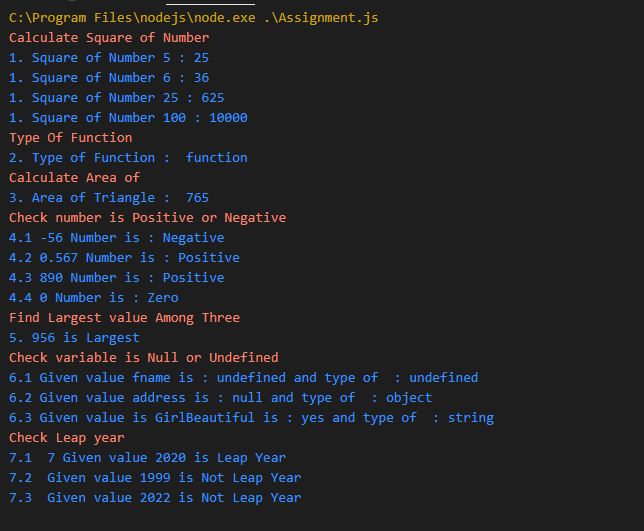 C:\Program Files\nodejs\node.exe .\Assignment.js
Calculate Square of Number
1. Square of Number 5 : 25
1. Square of Number 6 : 36
1. Square of Number 25 : 625
1. Square of Number 100 : 10000
Type Of Function
2. Type of Function :  function
Calculate Area of
3. Area of Triangle :  765
Check number is Positive or Negative
4.1 -56 Number is : Negative
4.2 0.567 Number is : Positive
4.3 890 Number is : Positive
4.4 0 Number is : Zero
Find Largest value Among Three
5. 956 is Largest
Check variable is Null or Undefined
6.1 Given value fname is : undefined and type of  : undefined
6.2 Given value address is : null and type of  : object
6.3 Given value is GirlBeautiful is : yes and type of  : string
Check Leap year
7.1  7 Given value 2020 is Leap Year
7.2  Given value 1999 is Not Leap Year
7.3  Given value 2022 is Not Leap Year